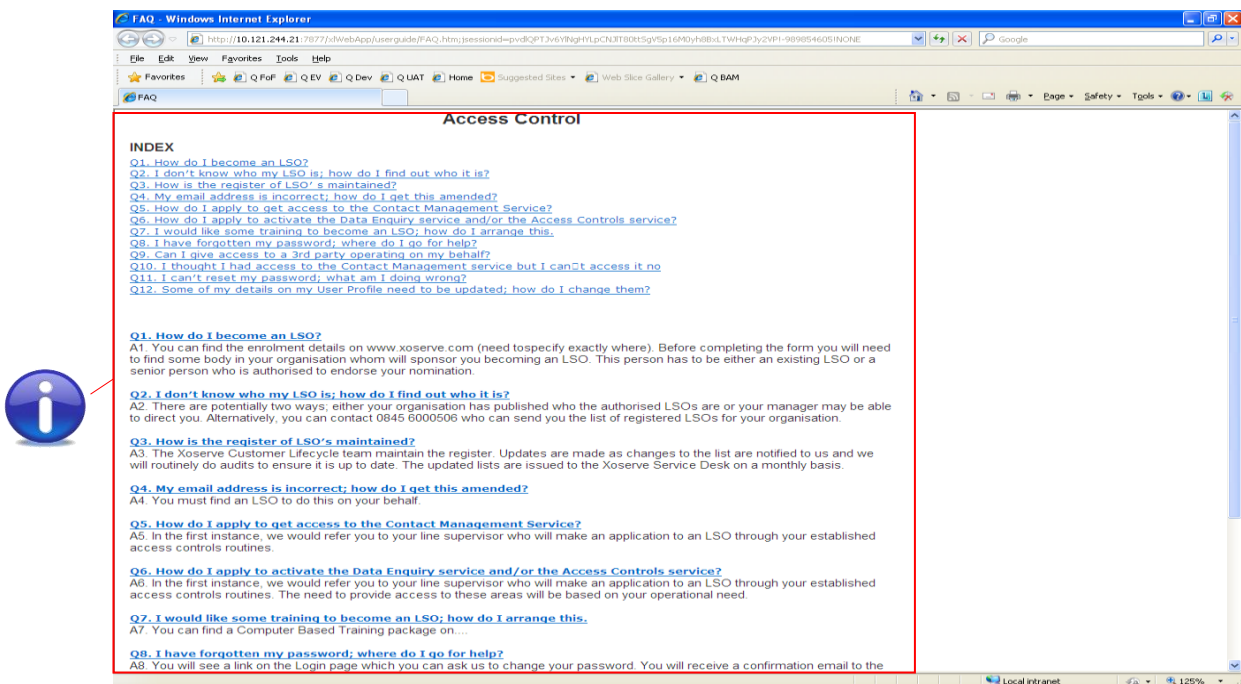 FAQ - Windows Internet Explorer
http://10.121.244.21:7877/xlWebApp/userguide/FAQ.htm;jsessionid=
Google
File Edit View Favorites Tools Help
Favorites Q FoF Q EV Q Dev Q UAT Home Suggested Sites Web Slice Gallery Q BAM
FAQ Page Safety Tools
Access Control
INDEX
Q1. How do I become an LSO?
Q2. I don't know who my LSO is; how do I find out who it is?
Q3. How is the register of LSO' s maintained?
Q4. My email address is incorrect; how do I get this amended?
Q5. How do I apply to get access to the Contact Management Service?
Q6. How do I apply to activate the Data Enquiry service and/or the Access Controls service?
Q7. I would like some training to become an LSO; how do I arrange this.
Q8. I have forgotten my password; where do I go for help?
Q9. Can I give access to a 3rd party operating on my behalf?
Q10. I thought I had access to the Contact Management service but I can□t access it no
Q11. I can't reset my password; what am I doing wrong?
Q12. Some of my details on my User Profile need to be updated; how do I change them?
Q1. How do I become an LSO?
A1. You can find the enrolment details on www.xoserve.com (need tospecify exactly where). Before completing the form you will need
to find some body in your organisation whom will sponsor you becoming an LSO. This person has to be either an existing LSO or a
senior person who is authorised to endorse your nomination.
Q2. I don't know who my LSO is; how do I find out who it is?
A2. There are potentially two ways; either your organisation has published who the authorised LSOs are or your manager may be able
to direct you. Alternatively, you can contact 0845 6000506 who can send you the list of registered LSOs for your organisation.
Q3. How is the register of LSO's maintained?
A3. The Xoserve Customer Lifecycle team maintain the register. Updates are made as changes to the list are notified to us and we
will routinely do audits to ensure it is up to date. The updated lists are issued to the Xoserve Service Desk on a monthly basis.
Q4. My email address is incorrect; how do I get this amended?
A4. You must find an LSO to do this on your behalf.
Q5. How do I apply to get access to the Contact Management Service?
A5. In the first instance, we would refer you to your line supervisor who will make an application to an LSO through your established
access controls routines.
Q6. How do I apply to activate the Data Enquiry service and/or the Access Controls service?
A6. In the first instance, we would refer you to your line supervisor who will make an application to an LSO through your established
access controls routines. The need to provide access to these areas will be based on your operational need.
Q7. I would like some training to become an LSO; how do I arrange this.
A7. You can find a Computer Based Training package on....
Q8. I have forgotten my password; where do I go for help?
A8. You will see a link on the Login page which you can ask us to change your password. You will receive a confirmation email to the
Local intranet 125%